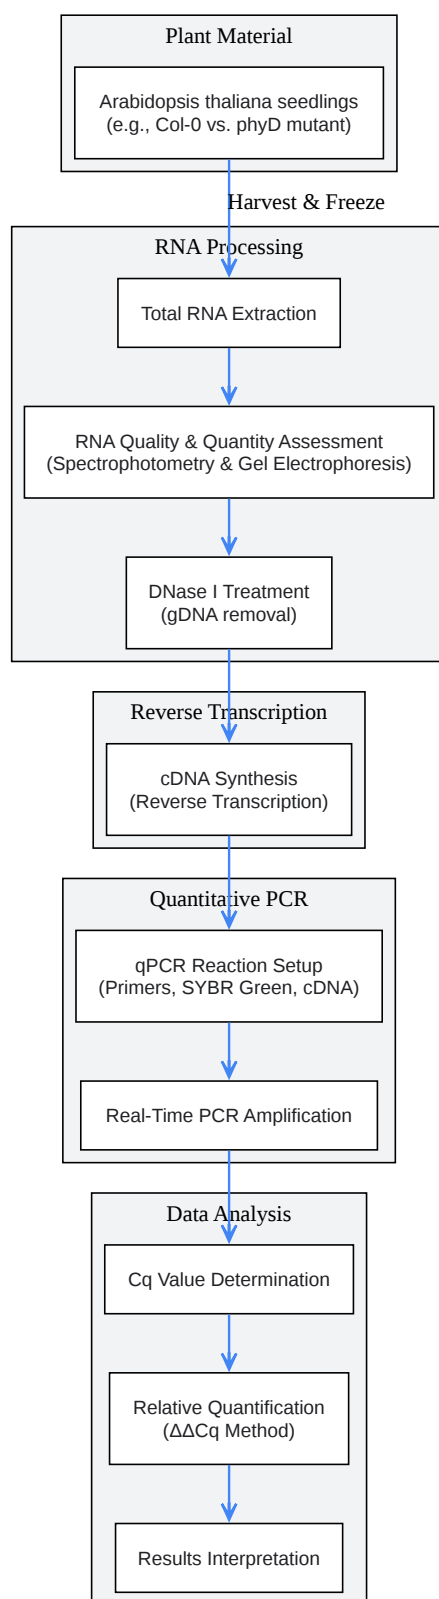 Plant Material
Arabidopsis thaliana seedlings
(e.g., Col-0 vs. phyD mutant)
Harvest & Freeze
RNA Processing
Total RNA Extraction
RNA Quality & Quantity Assessment
(Spectrophotometry & Gel Electrophoresis)
DNase I Treatment
(gDNA removal)
Reverse Transcription
cDNA Synthesis
(Reverse Transcription)
Quantitative PCR
qPCR Reaction Setup
(Primers, SYBR Green, cDNA)
Real-Time PCR Amplification
Data Analysis
Cq Value Determination
Relative Quantification
(ΔΔCq Method)
Results Interpretation